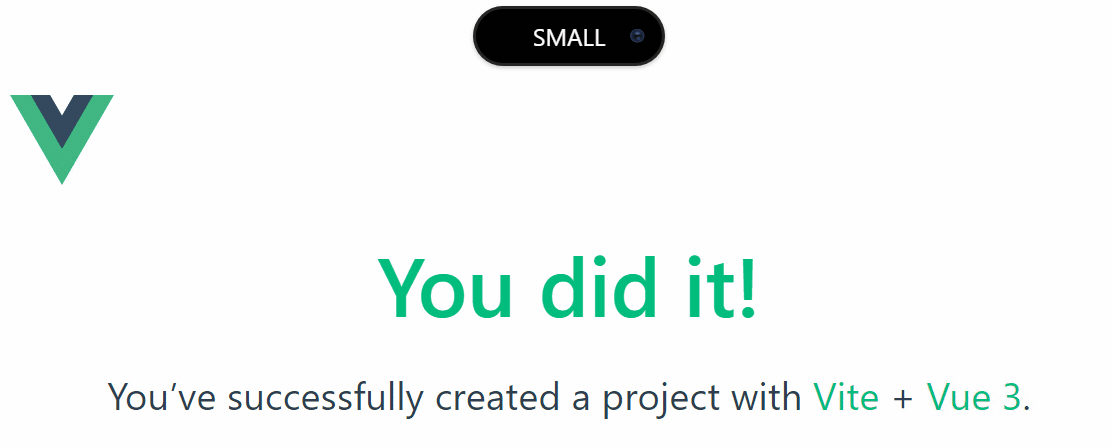 SMALL
You did it!
You’ve successfully created a project with Vite + Vue 3.